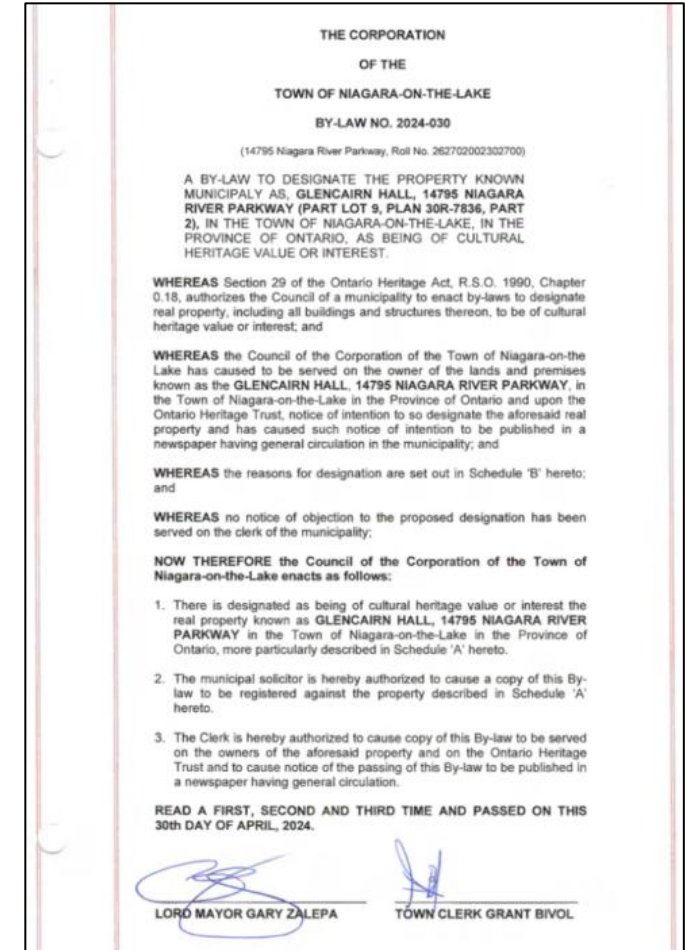 THE CORPORATION
OF THE
TOWN OF NIAGARA-ON-THE-LAKE
BY-LAW NO. 2024-030
(14795 Niagara River Parkway, Roll No. 262702002302700)
A BY-LAW TO DESIGNATE THE PROPERTY KNOWN
MUNICIPALY AS, GLENCAIRN HALL, 14795 NIAGARA
RIVER PARKWAY (PART LOT 9, PLAN 30R-7836, PART
2), IN THE TOWN OF NIAGARA-ON-THE-LAKE, IN THE
PROVINCE OF ONTARIO, AS BEING OF CULTURAL
HERITAGE VALUE OR INTEREST.
WHEREAS Section 29 of the Ontario Heritage Act, R.S.O. 1990, Chapter
0.18, authorizes the Council of a municipality to enact by-laws to designate
real property, including all buildings and structures thereon, to be of cultural
heritage value or interest; and
WHEREAS the Council of the Corporation of the Town of Niagara-on-the
Lake has caused to be served on the owner of the lands and premises
known as the GLENCAIRN HALL, 14795 NIAGARA RIVER PARKWAY, in
the Town of Niagara-on-the-Lake in the Province of Ontario and upon the
Ontario Heritage Trust, notice of intention to so designate the aforesaid real
property and has caused such notice of intention to be published in a
newspaper having general circulation in the municipality; and
WHEREAS the reasons for designation are set out in Schedule 'B' hereto;
and
WHEREAS no notice of objection to the proposed designation has been
served on the clerk of the municipality;
NOW THEREFORE the Council of the Corporation of the Town of
Niagara-on-the-Lake enacts as follows:
1. There is designated as being of cultural heritage value or interest the
real property known as GLENCAIRN HALL, 14795 NIAGARA RIVER
PARKWAY in the Town of Niagara-on-the-Lake in the Province of
Ontario, more particularly described in Schedule 'A' hereto.
2. The municipal solicitor is hereby authorized to cause a copy of this By-
law to be registered against the property described in Schedule 'A'
hereto.
3. The Clerk is hereby authorized to cause copy of this By-law to be served
on the owners of the aforesaid property and on the Ontario Heritage
Trust and to cause notice of the passing of this By-law to be published in
a newspaper having general circulation.
READ A FIRST, SECOND AND THIRD TIME AND PASSED ON THIS
30th DAY OF APRIL, 2024.
LORD MAYOR GARY ZALEPA TOWN CLERK GRANT BIVOL